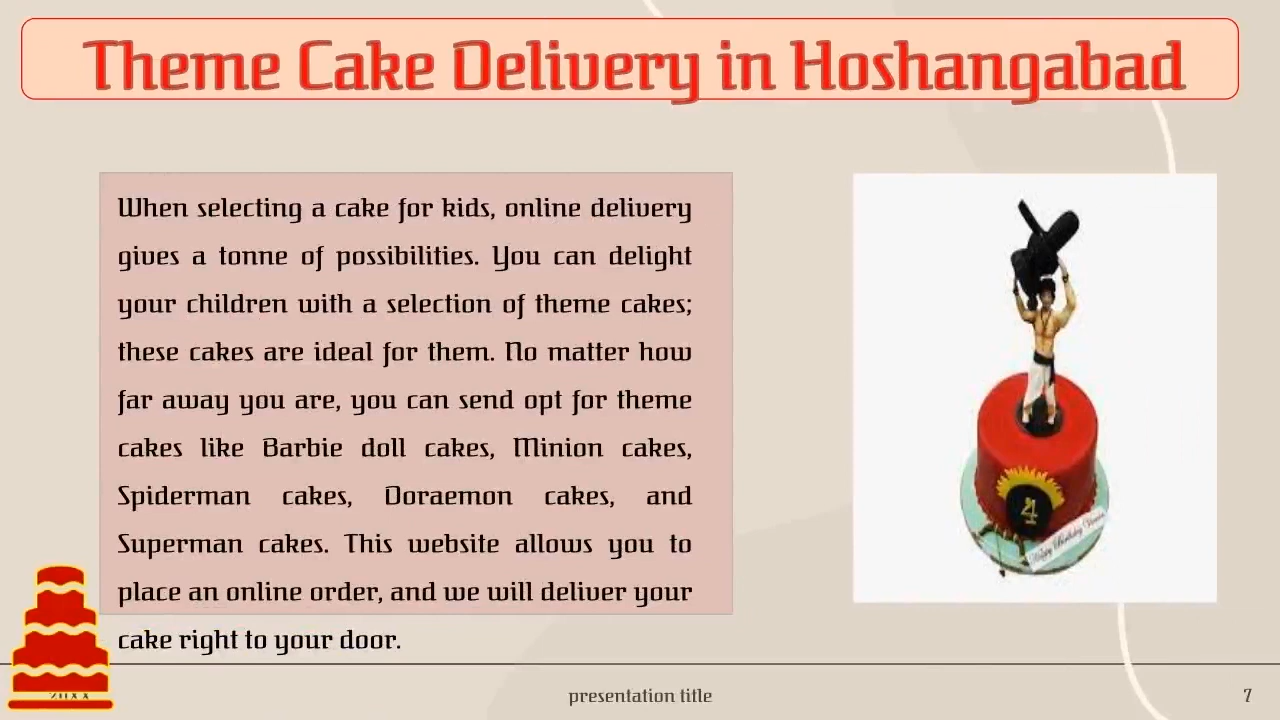 Theme Cake Delivery in Hoshangabad
When selecting a cake for kids, online delivery
gives a tonne of possibilities. You can delight
your children with a selection of theme cakes;
these cakes are ideal for them. No matter how
far away you are, you can send opt for theme
cakes like Barbie doll cakes, Minion cakes,
Spiderman cakes, Doraemon cakes, and
Superman cakes. This website allows you to
place an online order, and we will deliver your
cake right to your door.
4
Happy Birthday
20XX
presentation title
7